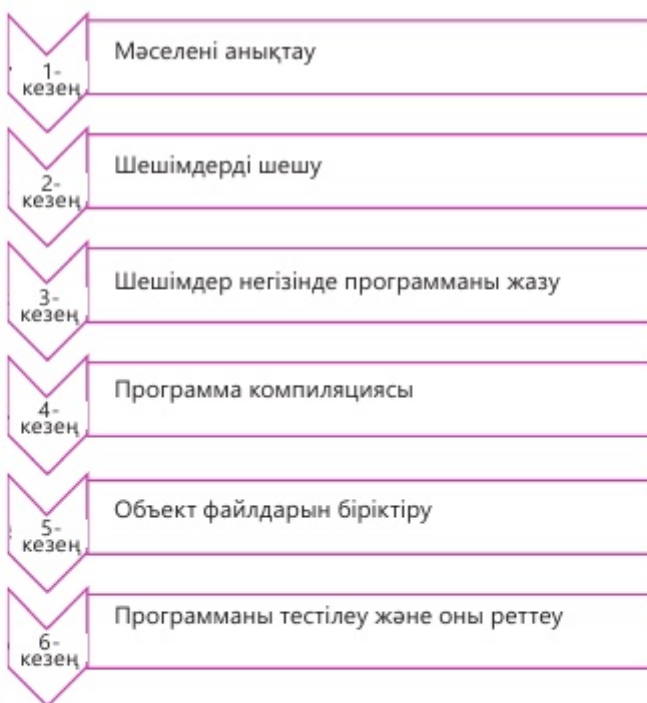 1-
кезең
Мәселені анықтау
2-
кезең
Шешімдерді шешу
3-
кезең
Шешімдер негізінде программаны жазу
4-
кезең
Программа компиляциясы
5-
кезең
Объект файлдарын біріктіру
6-
кезең
Программаны тестілеу және оны реттеу